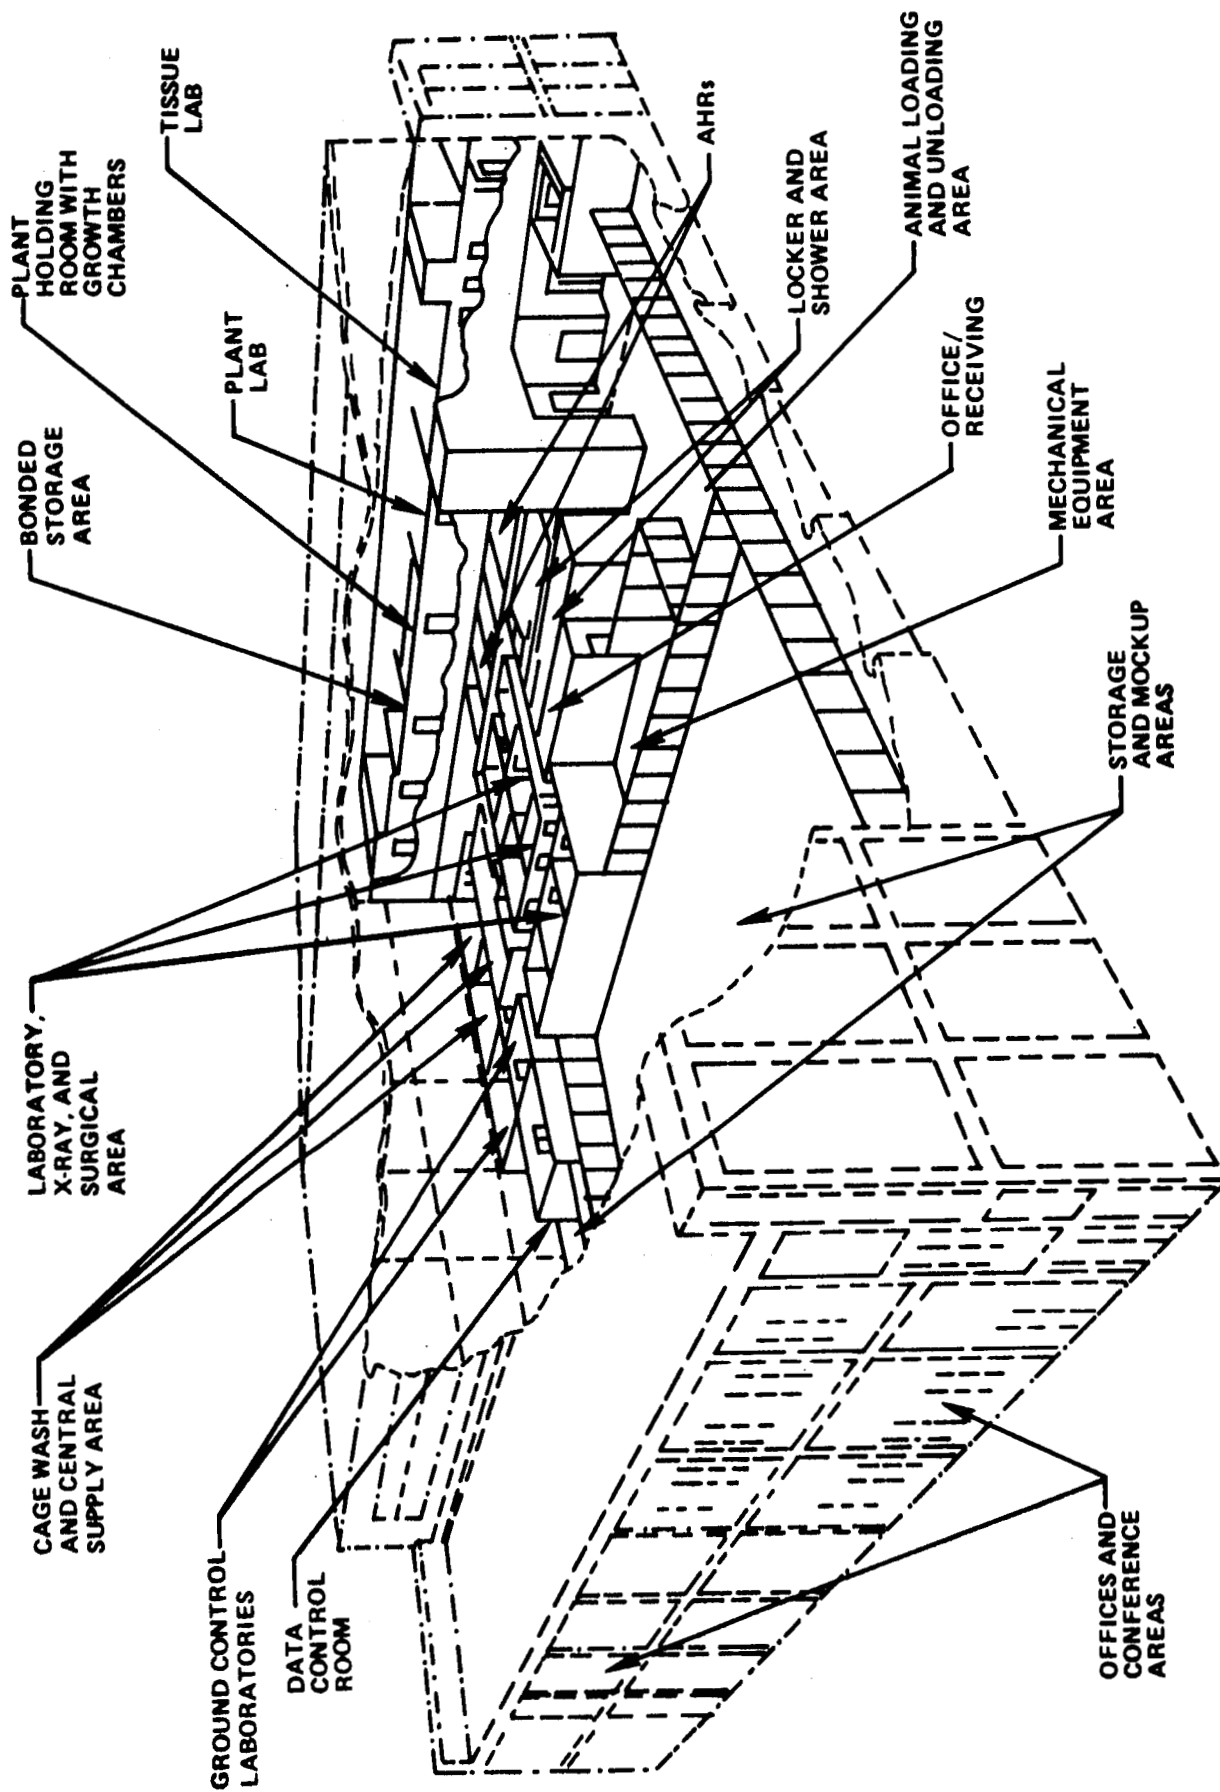 CAGE WASH
AND CENTRAL
SUPPLY AREA
LABORATORY,
X-RAY, AND
SURGICAL
AREA
BONDED
STORAGE
AREA
PLANT
HOLDING
ROOM WITH
GROWTH
CHAMBERS
PLANT
LAB
TISSUE
LAB
GROUND CONTROL
LABORATORIES
DATA
CONTROL
ROOM
AHRs
LOCKER AND
SHOWER AREA
ANIMAL LOADING
AND UNLOADING
AREA
OFFICE/
RECEIVING
MECHANICAL
EQUIPMENT
AREA
STORAGE
AND MOCKUP
AREAS
OFFICES AND
CONFERENCE
AREAS